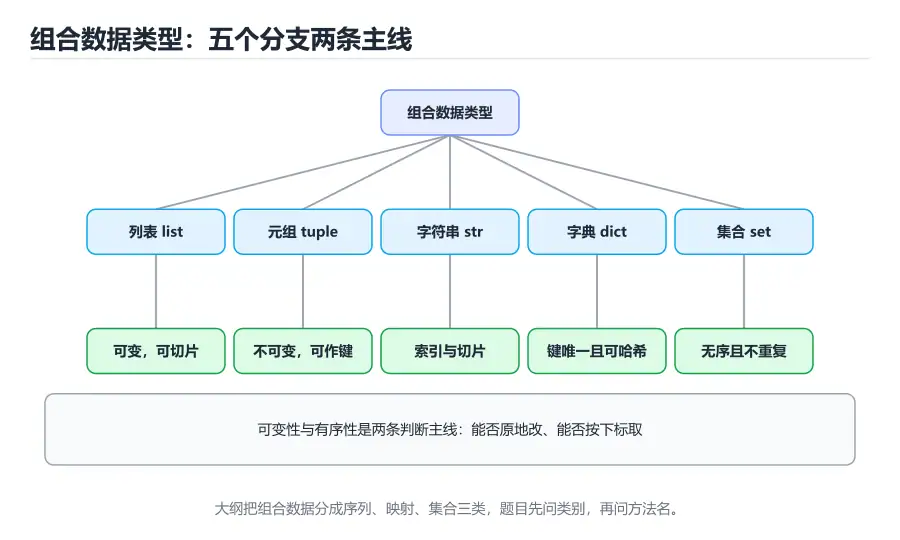 组合数据类型：五个分支两条主线
组合数据类型
列表 list
元组 tuple
字符串 str
字典 dict
集合 set
可变，可切片
不可变，可作键
索引与切片
键唯一且可哈希
无序且不重复
可变性与有序性是两条判断主线：能否原地改、能否按下标取
大纲把组合数据分成序列、映射、集合三类，题目先问类别，再问方法名。